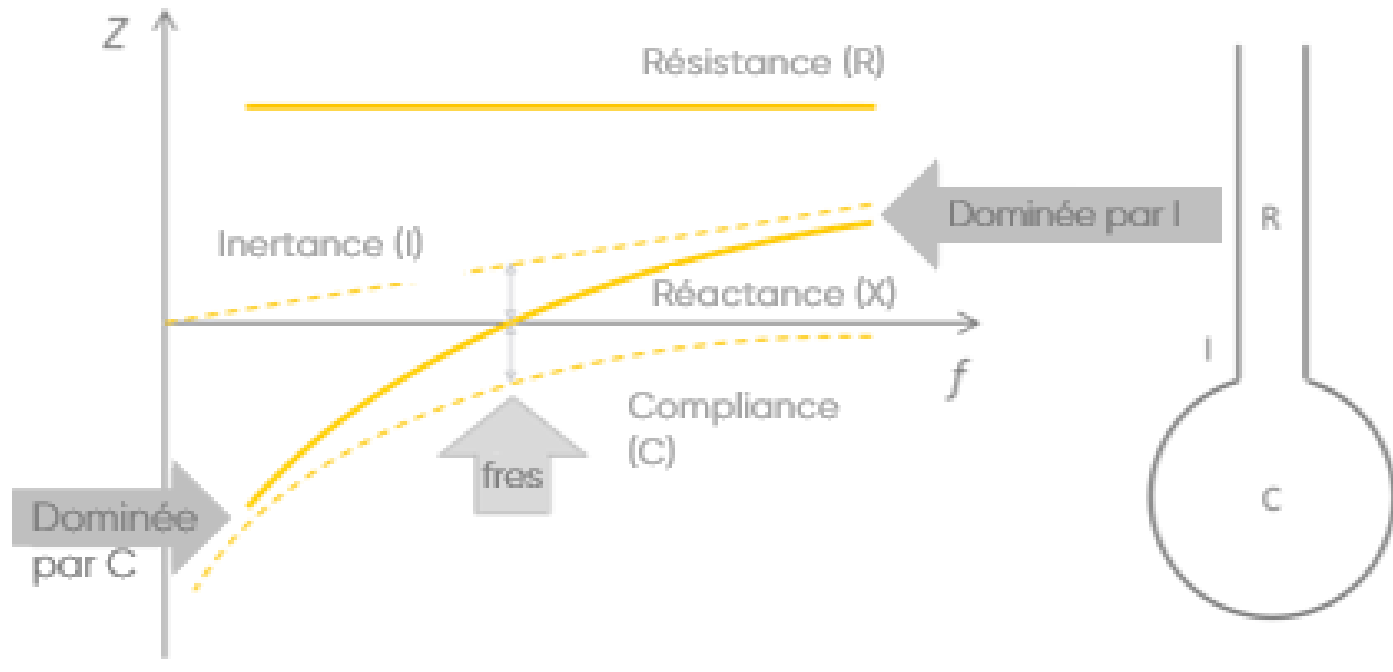 Z
Résistance (R)
Dominée par I
R
Inertance (I)
Réactance (X)
I
f
Compliance
(C)
fres
C
Dominée
par C